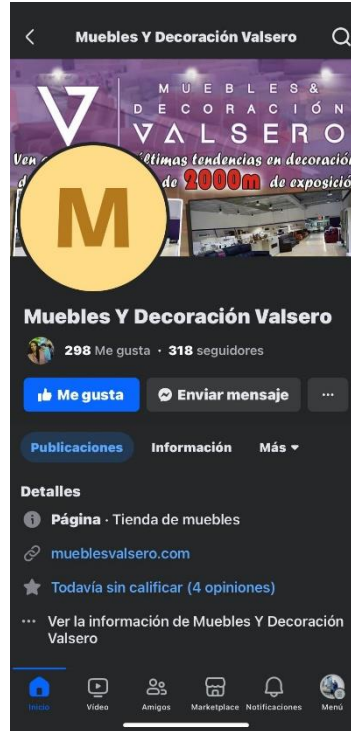 Muebles Y Decoración Valsero
MUEBLES &
DECORACIÓN
VALSERO
Ven
últimas tendencias en decoración
d
de 2000m de exposició
M
Muebles Y Decoración Valsero
298 Me gusta · 318 seguidores
Me gusta
Enviar mensaje
...
Publicaciones
Información
Más
Detalles
Página · Tienda de muebles
mueblesvalsero.com
Todavía sin calificar (4 opiniones)
... Ver la información de Muebles Y Decoración
Valsero
Inicio
Vídeo
Amigos
Marketplace
Notificaciones
Menú